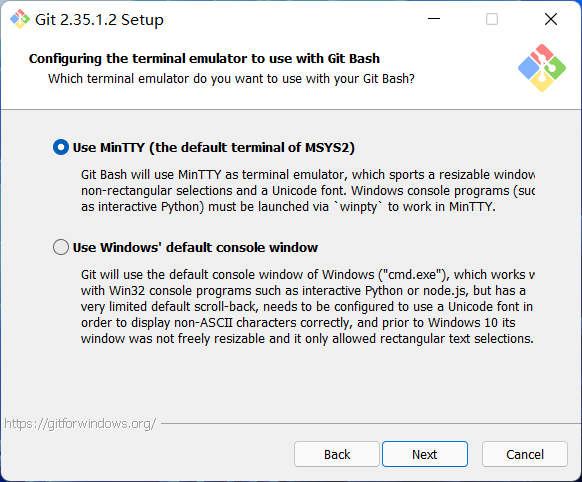 Git 2.35.1.2 Setup
Configuring the terminal emulator to use with Git Bash
Which terminal emulator do you want to use with your Git Bash?
Use MinTTY (the default terminal of MSYS2)
Git Bash will use MinTTY as terminal emulator, which sports a resizable window
non-rectangular selections and a Unicode font. Windows console programs (suc
as interactive Python) must be launched via `winpty` to work in MinTTY.
Use Windows' default console window
Git will use the default console window of Windows ("cmd.exe"), which works w
with Win32 console programs such as interactive Python or node.js, but has a
very limited default scroll-back, needs to be configured to use a Unicode font in
order to display non-ASCII characters correctly, and prior to Windows 10 its
window was not freely resizable and it only allowed rectangular text selections.
https://gitforwindows.org/
Back Next Cancel